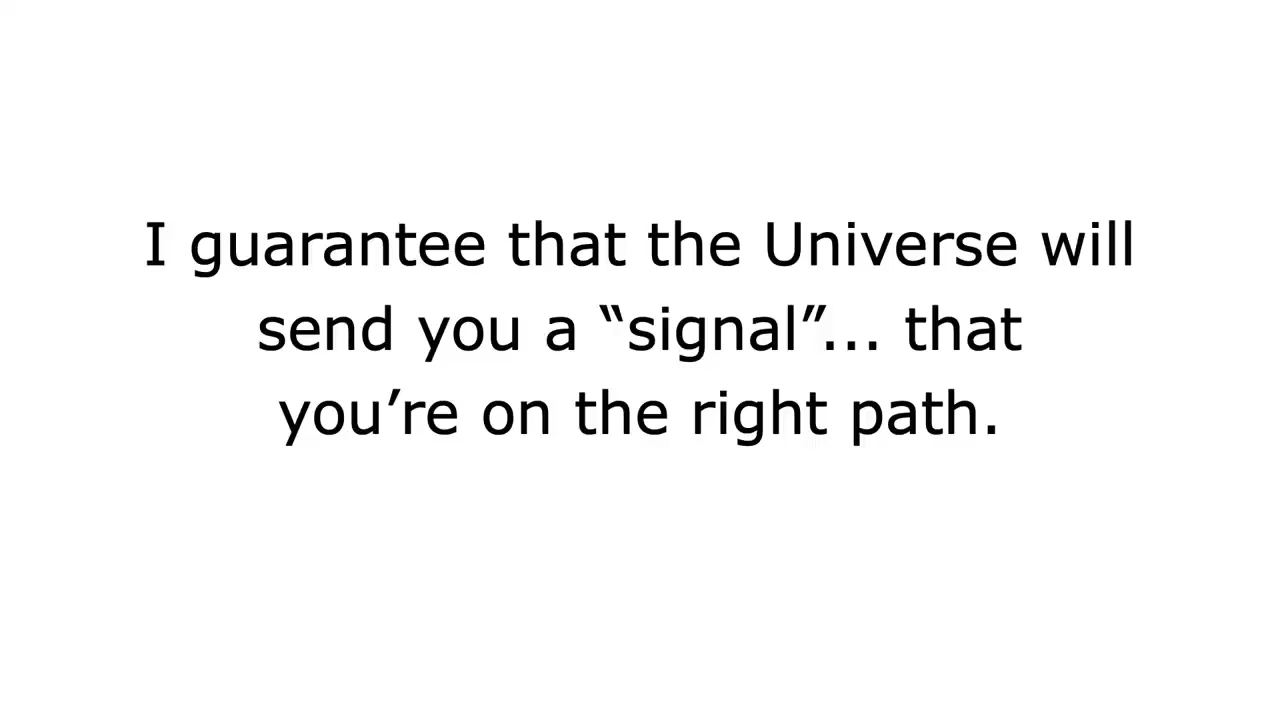 I guarantee that the Universe will
send you a “signal”... that
you’re on the right path.